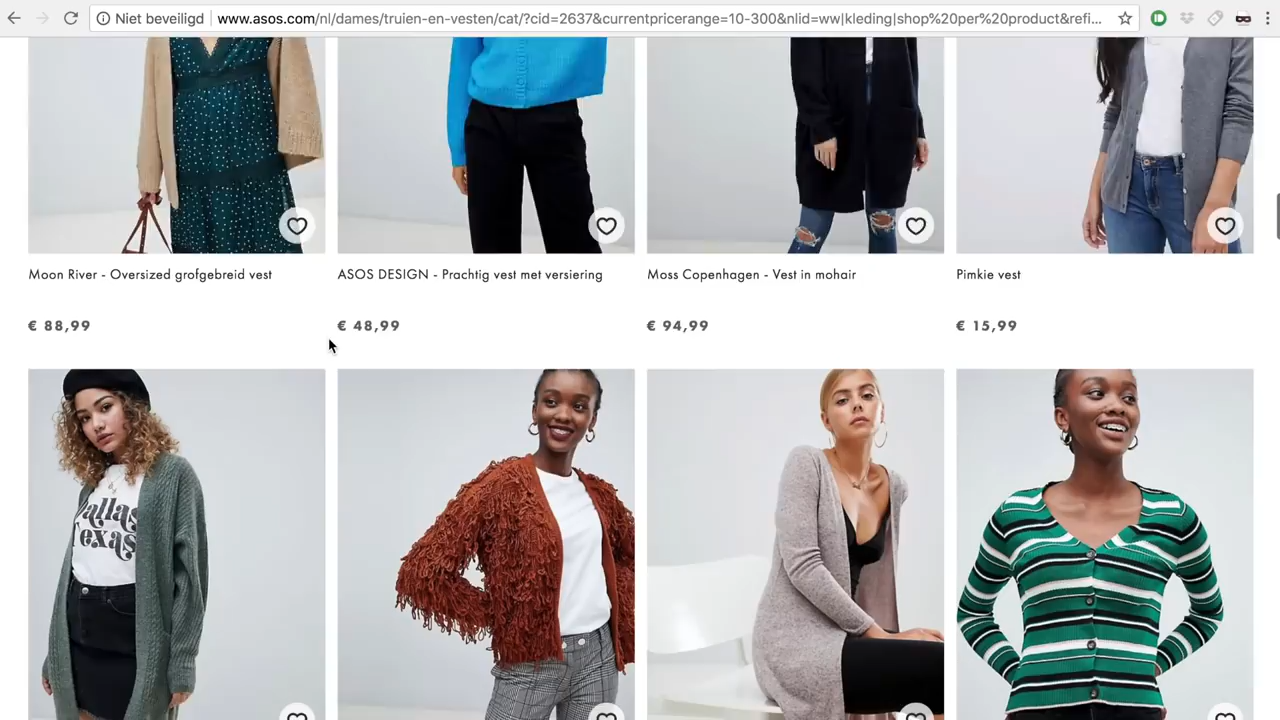 Niet beveiligd
www.asos.com/nl/dames/truien-en-vesten/cat/?cid=2637&currentpricerange=10-300&nlid=ww|kleding|shop%20per%20product&refi...
Moon River - Oversized grofgebreid vest
ASOS DESIGN - Prachtig vest met versiering
Moss Copenhagen - Vest in mohair
Pimkie vest
€ 88,99
€ 48,99
€ 94,99
€ 15,99
Dallas
Texas